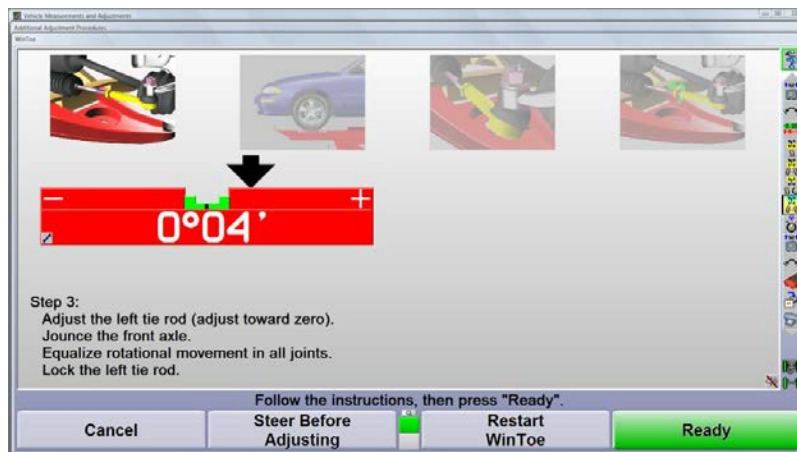 Vehicle Measurements and Adjustments
Additional Adjustment Procedures
WinToe
− +
0°04'
Step 3:
Adjust the left tie rod (adjust toward zero).
Jounce the front axle.
Equalize rotational movement in all joints.
Lock the left tie rod.
Follow the instructions, then press "Ready".
Cancel
Steer Before
Adjusting
Restart
WinToe
Ready